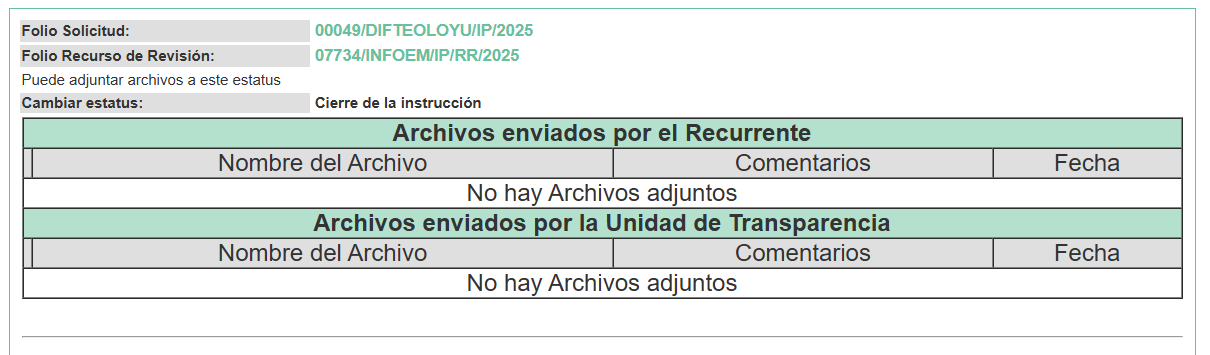 Folio Solicitud: 00049/DIFTEOLOYU/IP/2025
Folio Recurso de Revisión: 07734/INFOEM/IP/RR/2025
Puede adjuntar archivos a este estatus
Cambiar estatus: Cierre de la instrucción
Archivos enviados por el Recurrente
Nombre del Archivo Comentarios Fecha
No hay Archivos adjuntos
Archivos enviados por la Unidad de Transparencia
Nombre del Archivo Comentarios Fecha
No hay Archivos adjuntos